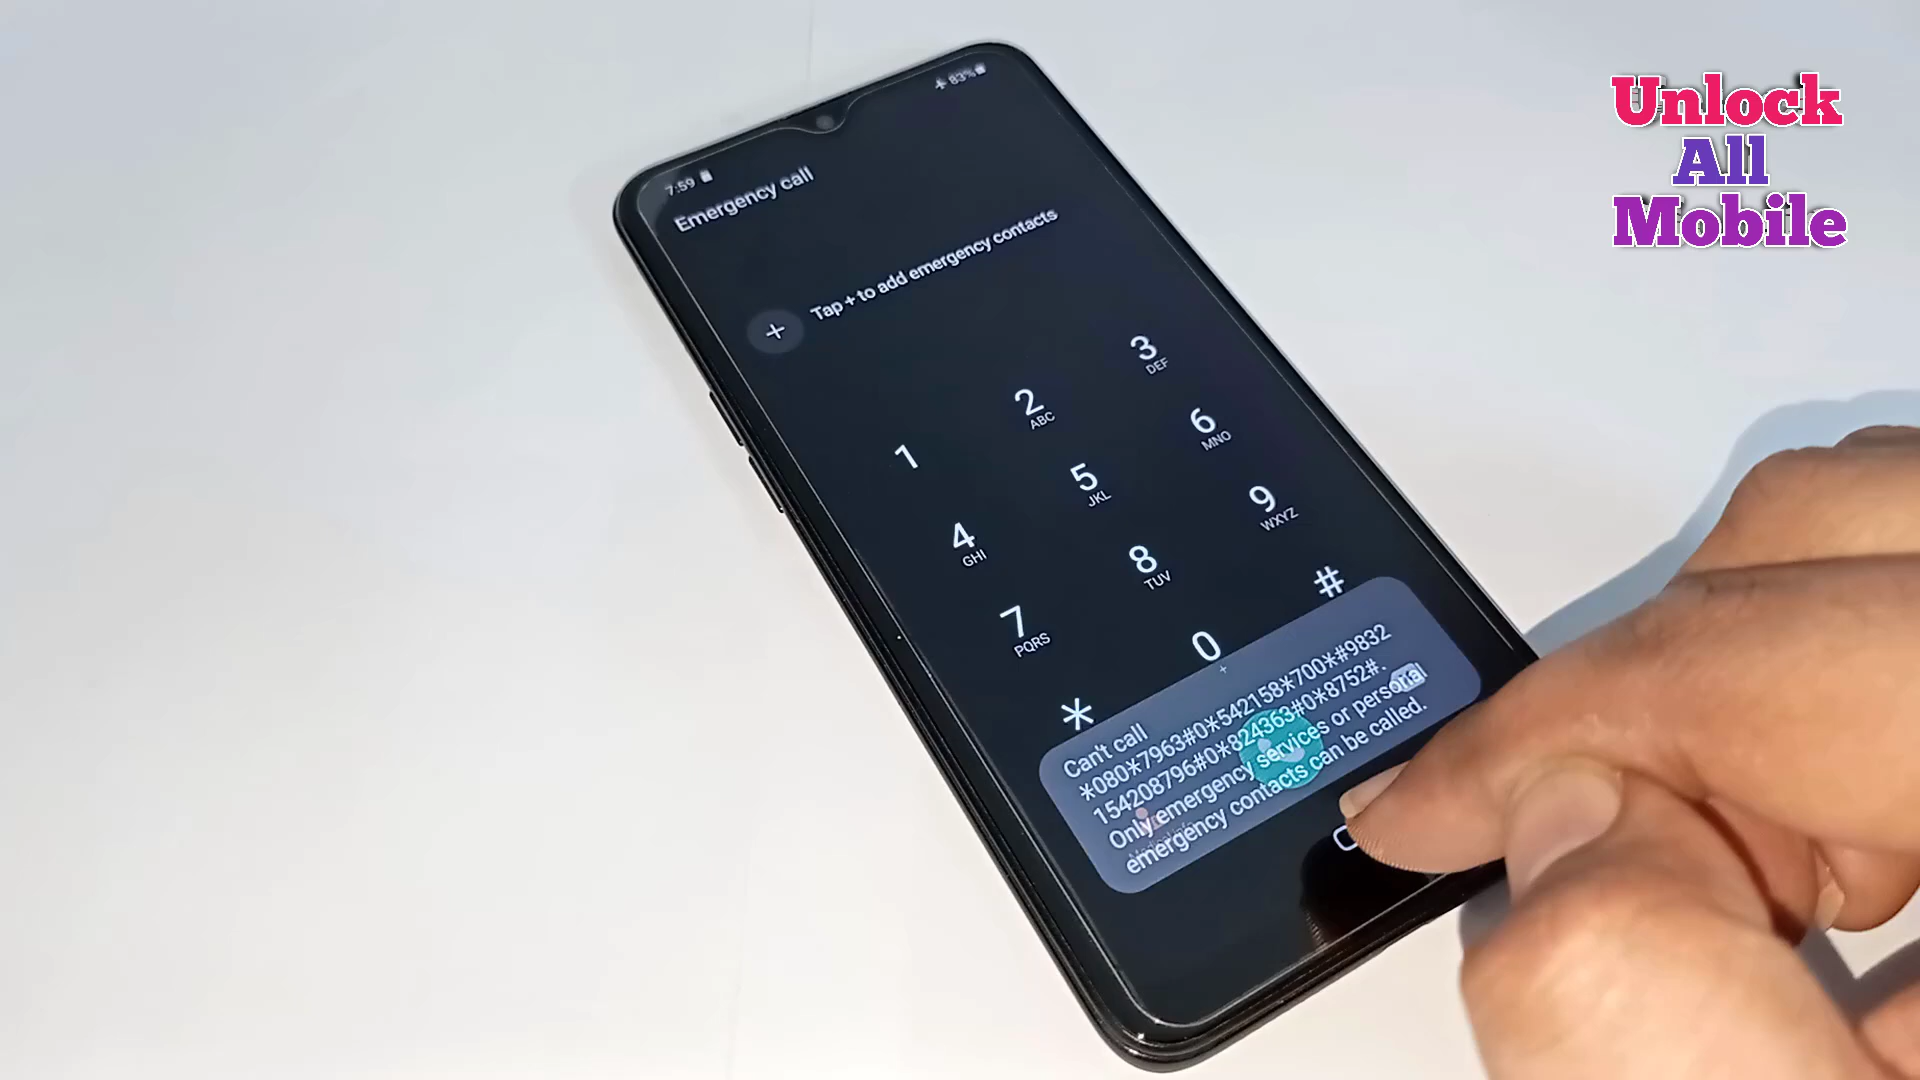 Unlock
All
Mobile
7:59
83%
Emergency call
Tap + to add emergency contacts
+
1
2
ABC
3
DEF
4
GHI
5
JKL
6
MNO
7
PQRS
8
TUV
9
WXYZ
*
0
+
#
Can't call
*080*7963#0*542158*700*#9832
154208796#0*824363#0*8752#.
Only emergency services or personal
emergency contacts can be called.